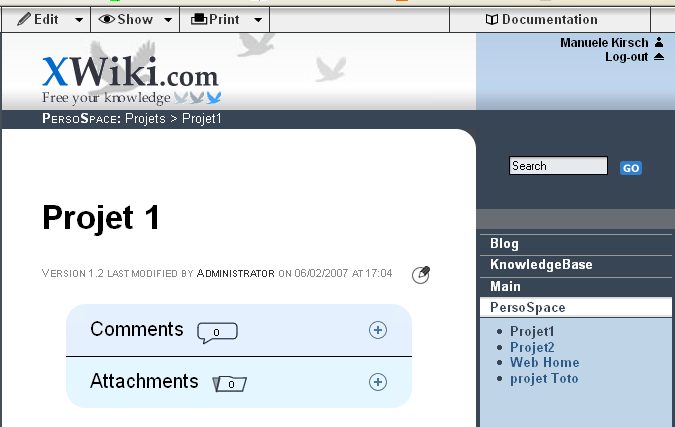 Edit Show Print Documentation
Manuele Kirsch
Log-out
XWiki.com
Free your knowledge
PERSOSPACE: Projets > Projet1
Search GO
Projet 1
Blog
KnowledgeBase
VERSION 1.2 LAST MODIFIED BY ADMINISTRATOR ON 06/02/2007 AT 17:04
Main
PersoSpace
Comments 0
Attachments 0
Projet1
Projet2
Web Home
projet Toto